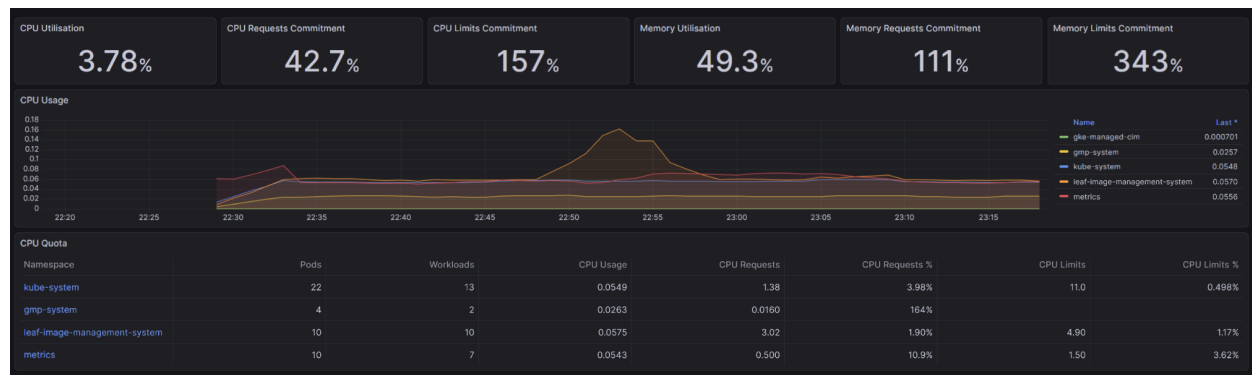 CPU Utilisation CPU Requests Commitment CPU Limits Commitment Memory Utilisation Memory Requests Commitment Memory Limits Commitment
3.78% 42.7% 157% 49.3% 111% 343%
CPU Usage
0.18
0.16
0.14
0.12
0.1
0.08
0.06
0.04
0.02
0
22:20 22:25 22:30 22:35 22:40 22:45 22:50 22:55 23:00 23:05 23:10 23:15
Name Last *
gke-managed-cim 0.000701
gmp-system 0.0257
kube-system 0.0548
leaf-image-management-system 0.0570
metrics 0.0556
CPU Quota
Namespace Pods Workloads CPU Usage CPU Requests CPU Requests % CPU Limits CPU Limits %
kube-system 22 13 0.0549 1.38 3.98% 11.0 0.498%
gmp-system 4 2 0.0263 0.0160 164%
leaf-image-management-system 10 10 0.0575 3.02 1.90% 4.90 1.17%
metrics 10 7 0.0543 0.500 10.9% 1.50 3.62%